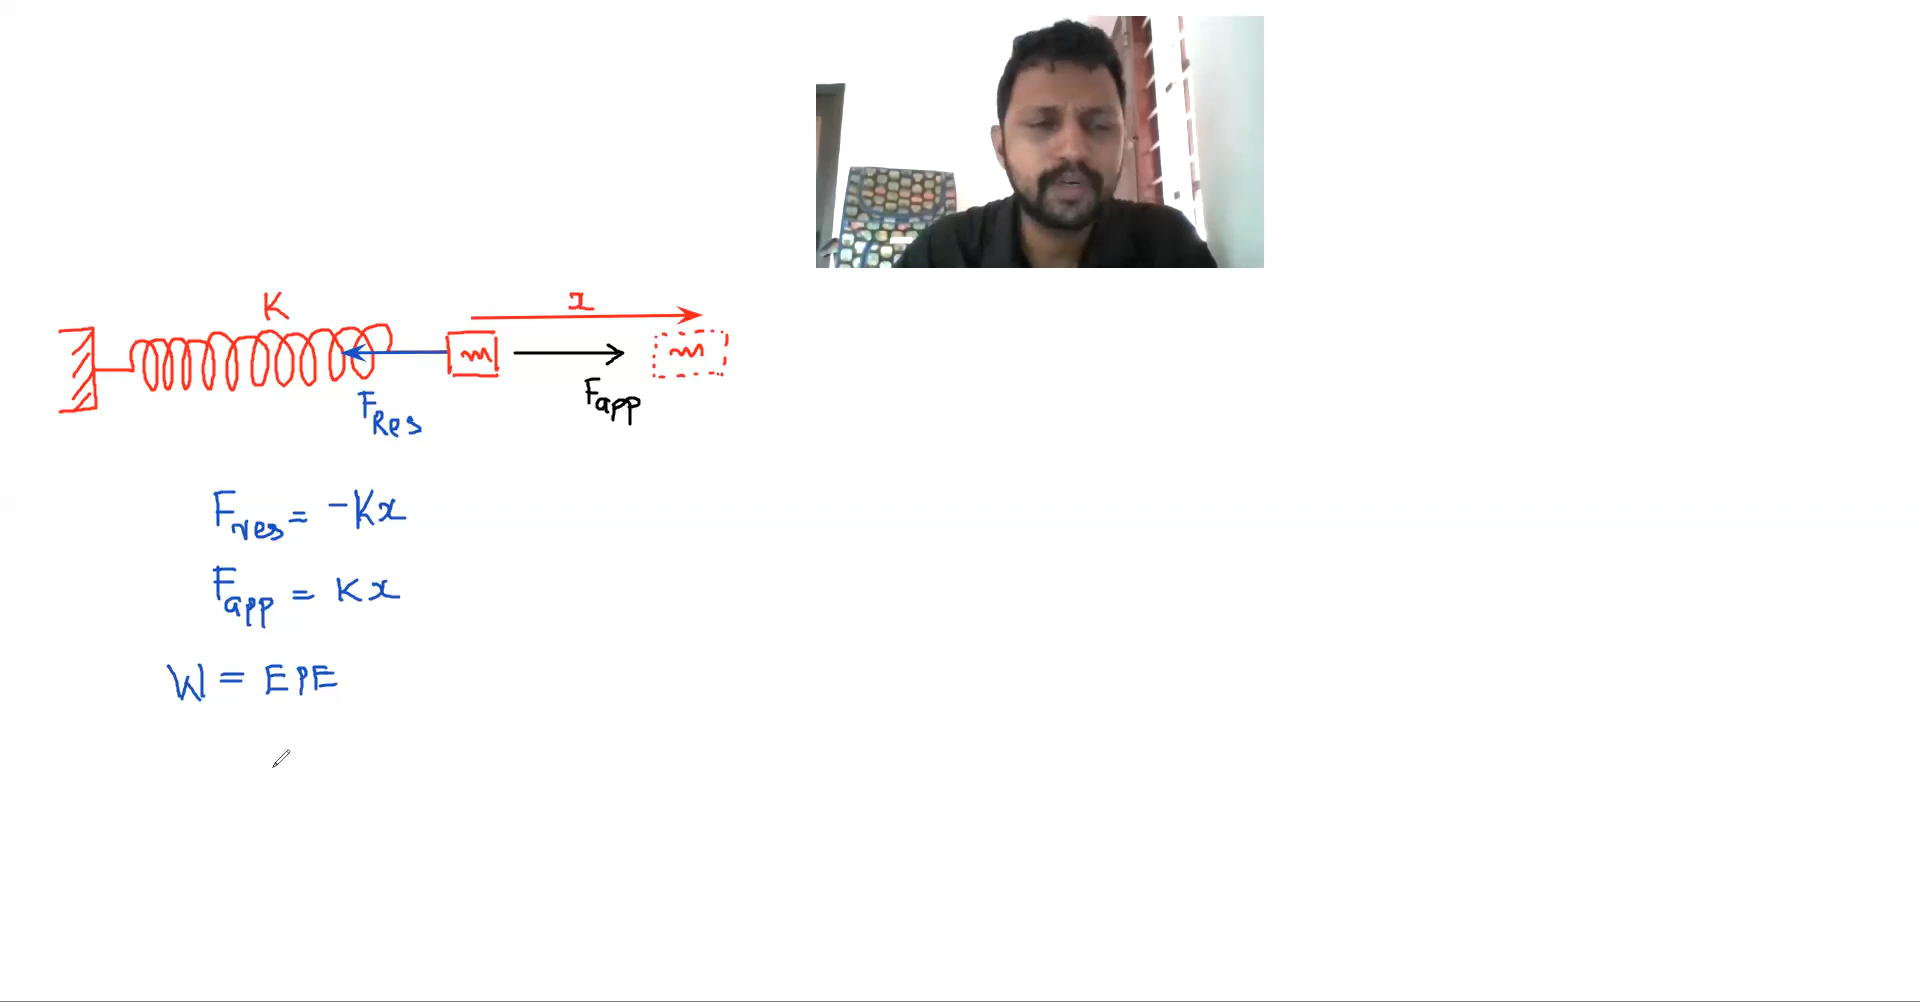 K
x
m
m
F_Res
F_app
F_res = -Kx
F_app = Kx
W = EPE